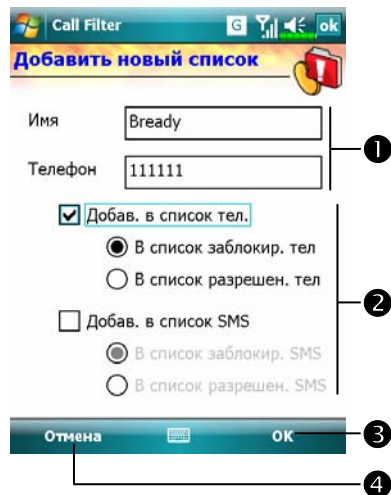 Call Filter G ok
Добавить новый список
Имя Bready
Телефон 111111
1
Добав. в список тел.
В список заблокир. тел
В список разрешен. тел
2
Добав. в список SMS
В список заблокир. SMS
В список разрешен. SMS
Отмена OK
3
4